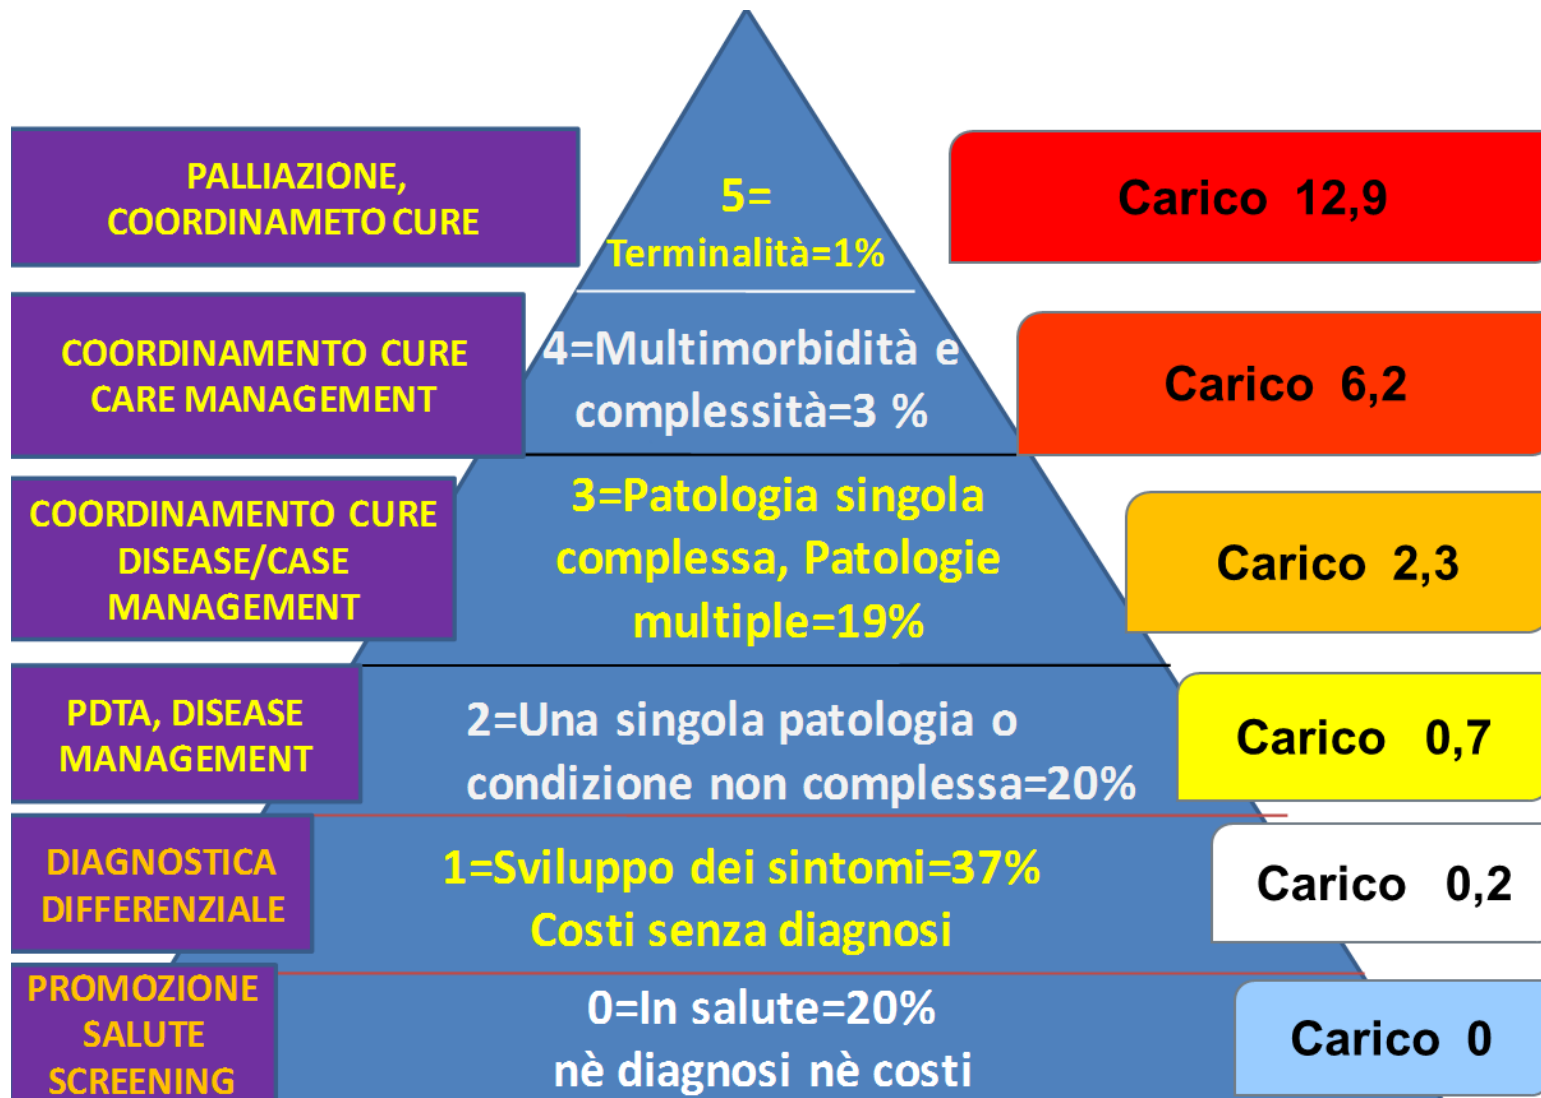 PALLIAZIONE,
COORDINAMETO CURE
5=
Terminalità=1%
Carico 12,9
COORDINAMENTO CURE
CARE MANAGEMENT
4=Multimorbidità e
complessità=3 %
Carico 6,2
COORDINAMENTO CURE
DISEASE/CASE
MANAGEMENT
3=Patologia singola
complessa, Patologie
multiple=19%
Carico 2,3
PDTA, DISEASE
MANAGEMENT
2=Una singola patologia o
condizione non complessa=20%
Carico 0,7
DIAGNOSTICA
DIFFERENZIALE
1=Sviluppo dei sintomi=37%
Costi senza diagnosi
Carico 0,2
PROMOZIONE
SALUTE
SCREENING
0=In salute=20%
nè diagnosi nè costi
Carico 0